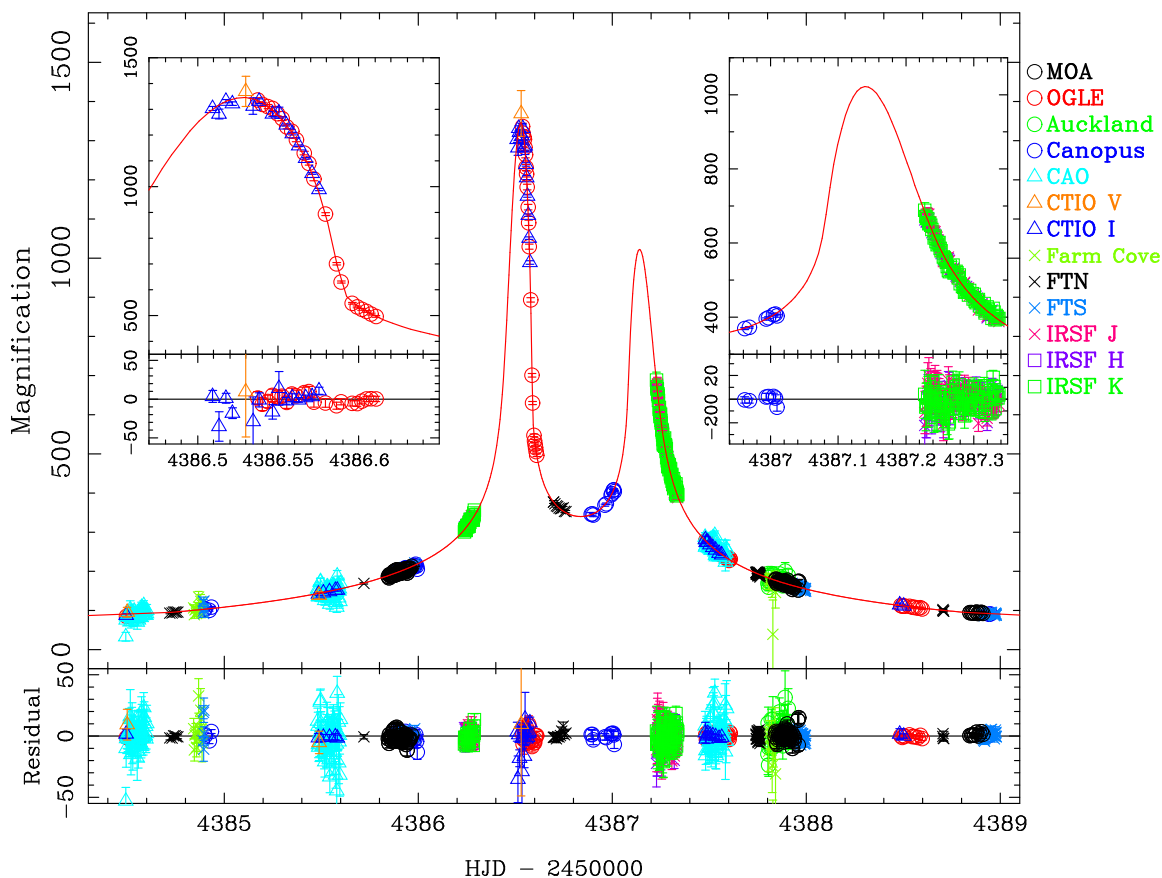 1500
1000
500
0
Magnification
1500
1000
500
50
0
−50
4386.5
4386.55
4386.6
1000
800
600
400
20
0
−20
4387
4387.1
4387.2
4387.3
MOA
OGLE
Auckland
Canopus
CAO
CTIO V
CTIO I
Farm Cove
FTN
FTS
IRSF J
IRSF H
IRSF K
50
0
−50
Residual
4385
4386
4387
4388
4389
HJD − 2450000